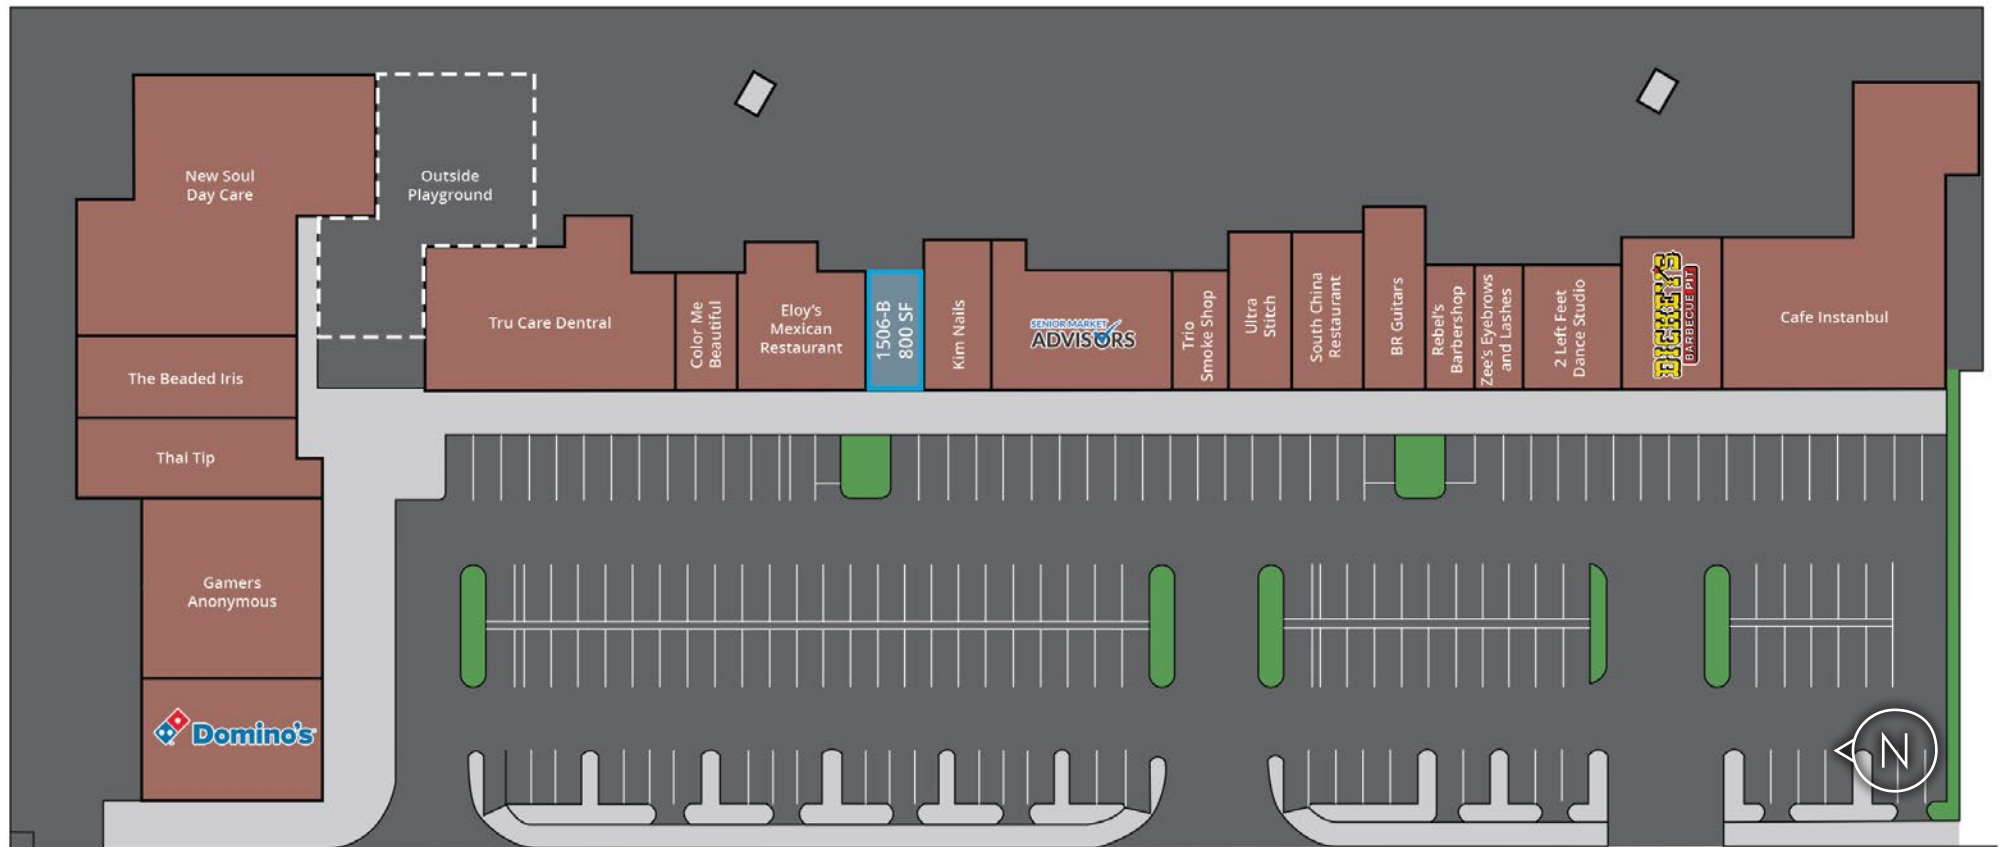 New Soul
Day Care
Outside
Playground
The Beaded Iris
Thai Tip
Gamers
Anonymous
Domino's
Tru Care Dentral
Color Me
Beautiful
Eloy's
Mexican
Restaurant
1506-B
800 SF
Kim Nails
SENIOR MARKET
ADVISORS
Trio
Smoke Shop
Ultra
Stitch
South China
Restaurant
BR Guitars
Rebel's
Barbershop
Zee's Eyebrows
and Lashes
2 Left Feet
Dance Studio
DICKEY'S
BARBECUE PIT
Cafe Instanbul
N